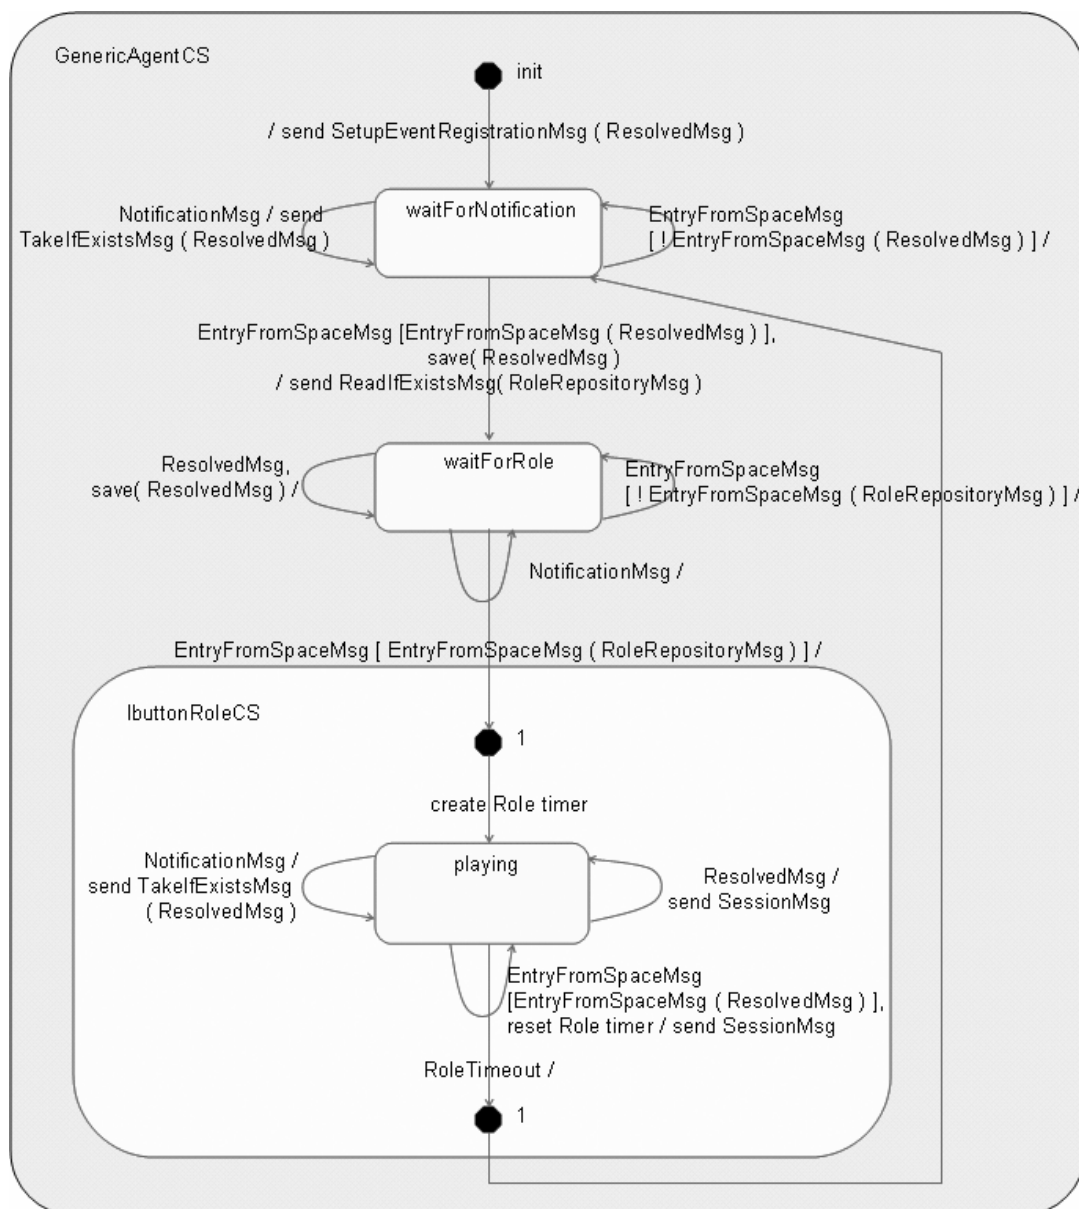 GenericAgentCS
init
/ send SetupEventRegistrationMsg ( ResolvedMsg )
NotificationMsg / send
TakeIfExistsMsg ( ResolvedMsg )
waitForNotification
EntryFromSpaceMsg
[ ! EntryFromSpaceMsg ( ResolvedMsg ) ] /
EntryFromSpaceMsg [EntryFromSpaceMsg ( ResolvedMsg ) ],
save( ResolvedMsg )
/ send ReadIfExistsMsg( RoleRepositoryMsg )
ResolvedMsg,
save( ResolvedMsg ) /
waitForRole
EntryFromSpaceMsg
[ ! EntryFromSpaceMsg ( RoleRepositoryMsg ) ] /
NotificationMsg /
EntryFromSpaceMsg [ EntryFromSpaceMsg ( RoleRepositoryMsg ) ] /
IbuttonRoleCS
1
create Role timer
NotificationMsg /
send TakeIfExistsMsg
( ResolvedMsg )
playing
ResolvedMsg /
send SessionMsg
EntryFromSpaceMsg
[EntryFromSpaceMsg ( ResolvedMsg ) ],
reset Role timer / send SessionMsg
RoleTimeout /
1